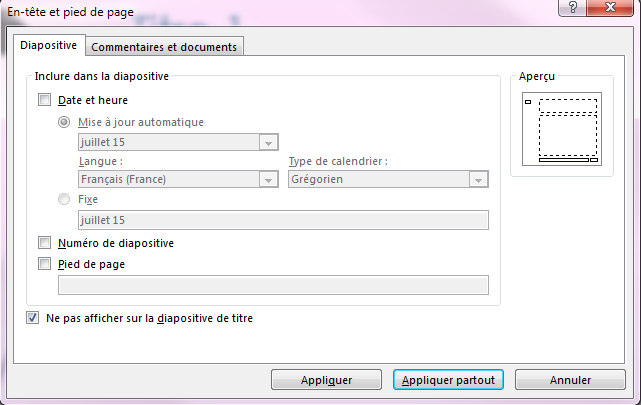 En-tête et pied de page
Diapositive
Commentaires et documents
Inclure dans la diapositive
Aperçu
Date et heure
Mise à jour automatique
juillet 15
Langue :
Type de calendrier :
Français (France)
Grégorien
Fixe
juillet 15
Numéro de diapositive
Pied de page
Ne pas afficher sur la diapositive de titre
Appliquer
Appliquer partout
Annuler